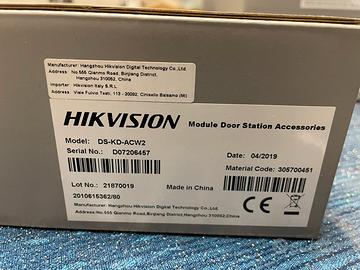 Manufacturer: Hangzhou Hikvision Digital Technology Co.,Ltd.
Address : No.555 Qianmo Road, Binjiang District,
Hangzhou 310052, China
Importer: Hikvision Italy S.R.L
Address : Viale Fulvio Testi, 113 - 20092, Cinisello Balsamo (MI)
HIKVISION Module Door Station Accessories
Model: DS-KD-ACW2
Serial No.: D07206457 Date: 04/2019
Material Code: 305700451
Lot No.: 21870019 Made in China
2010615362/80
Manufacturer: Hangzhou Hikvision Digital Technology Co.,Ltd.
Address: No.555 Qianmo Road,Binjiang District,
Hangzhou 310052, China
CE